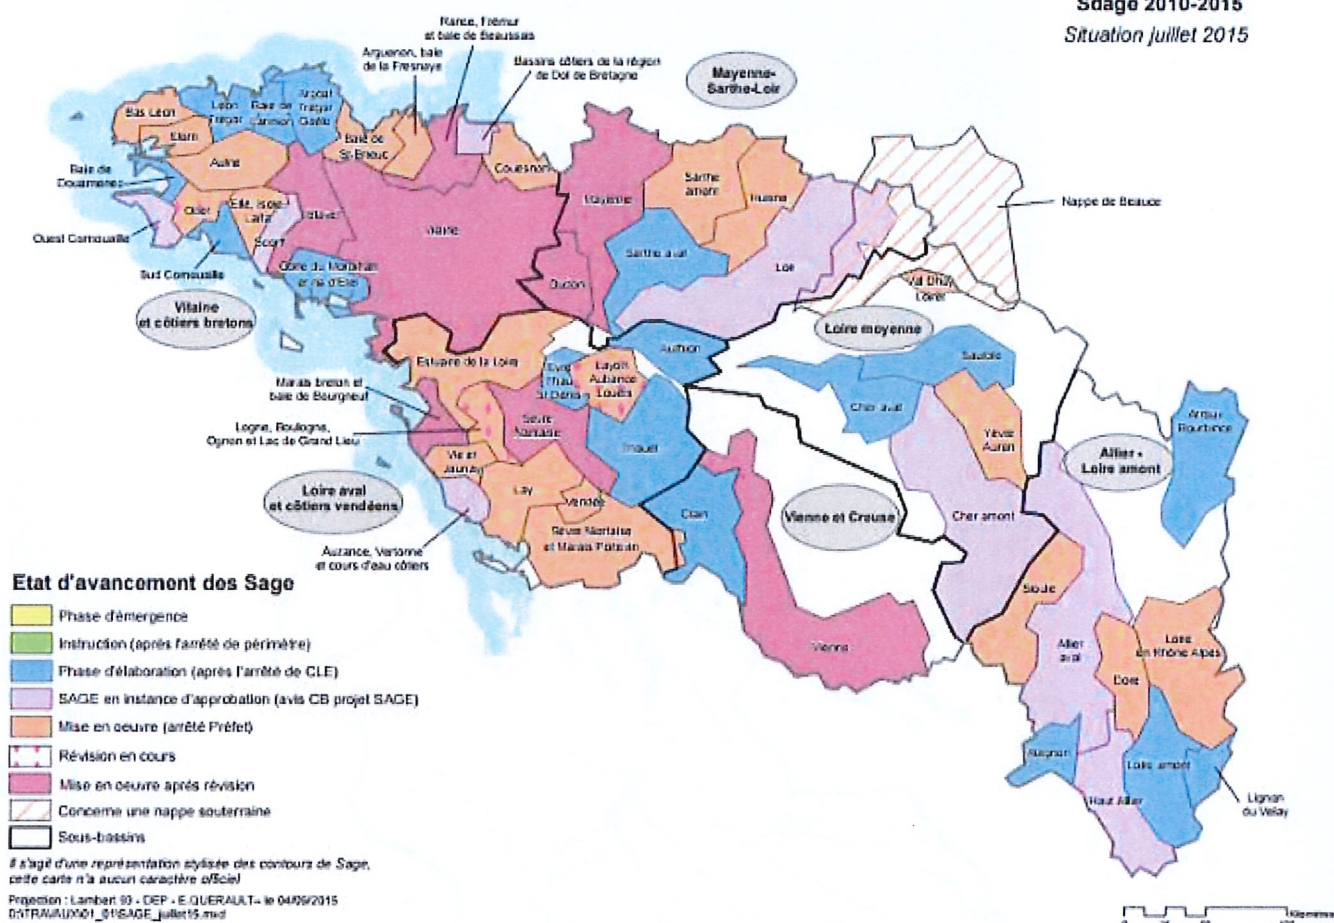 Sdage 2010-2015
Situation juillet 2015
Rance, Frémur
et baie de Beaussais
Arguenon, baie
de la Fresnaye
Bassins côtiers de la région
de Dol de Bretagne
Mayenne-
Sarthe-Loir
Bas Léon
Léon
Trégor
Baie de
Lannion
Argoat
Trégor
Goëlo
Elorn
Baie de
St-Brieuc
Aulne
Couesnon
Baie de
Douarnenez
Mayenne
Sarthe
amont
Huisne
Nappe de Beauce
Odet
Ellé, Isole
Laïta
Blavet
Vilaine
Ouest Cornouaille
Scorff
Sarthe aval
Loir
Sud Cornouaille
Golfe du Morbihan
et ria d'Etel
Oudon
Val Dhuy
Loiret
Vilaine
et côtiers bretons
Loire moyenne
Estuaire de la Loire
Authion
Sauldre
Evre
Thau
St Denis
Layon
Aubance
Louets
Marais breton et
baie de Bourgneuf
Cher aval
Arroux
Bourbince
Logne, Boulogne,
Ognon et Lac de Grand Lieu
Sèvre
Nantaise
Thouet
Yèvre
Auron
Vie et
Jaunay
Allier -
Loire amont
Loire aval
et côtiers vendéens
Lay
Vendée
Clain
Vienne et Creuse
Cher amont
Sèvre Niortaise
et Marais Poitevin
Auzance, Vertonne
et cours d'eau côtiers
Sioule
Vienne
Allier
aval
Dore
Loire
en Rhône Alpes
Alagnon
Loire amont
Haut Allier
Lignon
du Velay
Etat d'avancement des Sage
Phase d'émergence
Instruction (après l'arrêté de périmètre)
Phase d'élaboration (après l'arrêté de CLE)
SAGE en instance d'approbation (avis CB projet SAGE)
Mise en oeuvre (arrêté Préfet)
Révision en cours
Mise en oeuvre après révision
Concerne une nappe souterraine
Sous-bassins
Il s'agit d'une représentation stylisée des contours de Sage,
cette carte n'a aucun caractère officiel
Projection : Lambert 93 - DEP - E.QUERAULT - le 04/06/2015
D:\TRAVAUX\01_01\SAGE_juillet15.mxd
Kilomètres